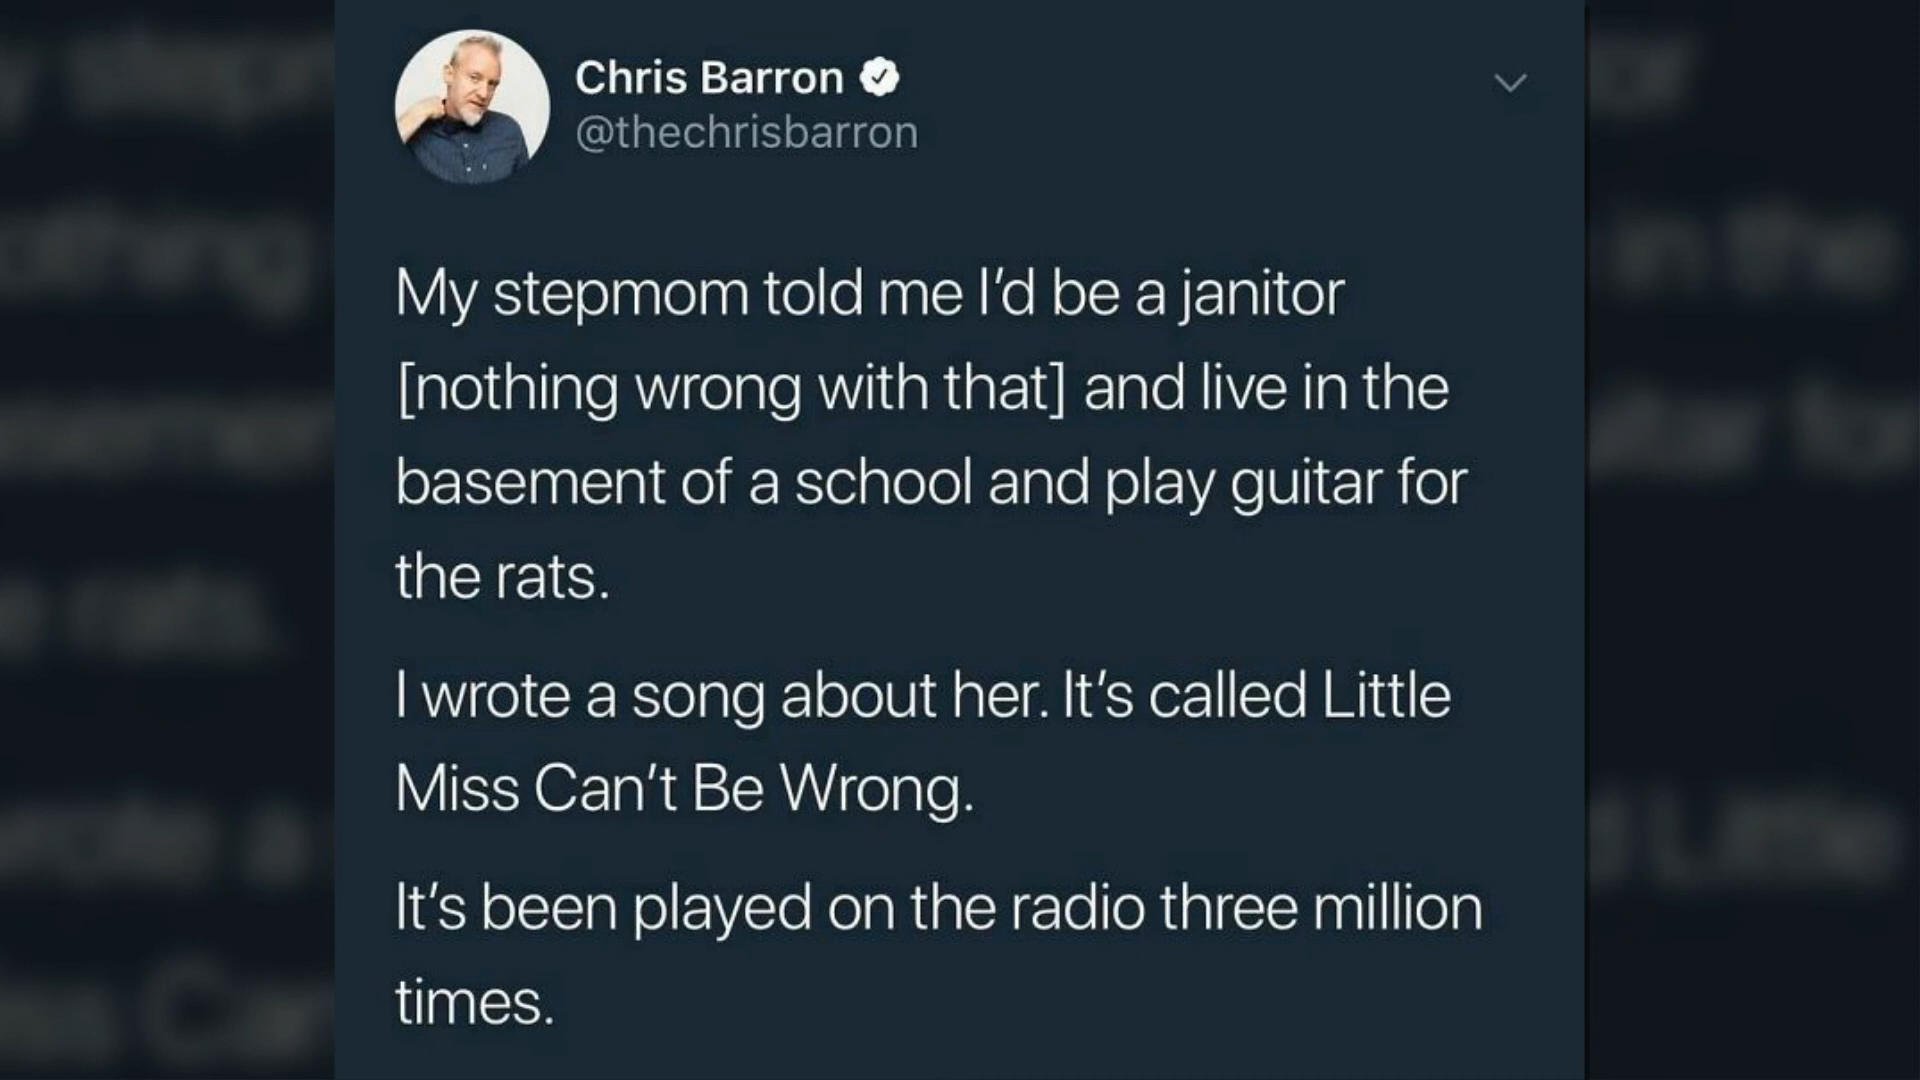 Chris Barron
@thechrisbarron
My stepmom told me I’d be a janitor
[nothing wrong with that] and live in the
basement of a school and play guitar for
the rats.
I wrote a song about her. It’s called Little
Miss Can’t Be Wrong.
It’s been played on the radio three million
times.